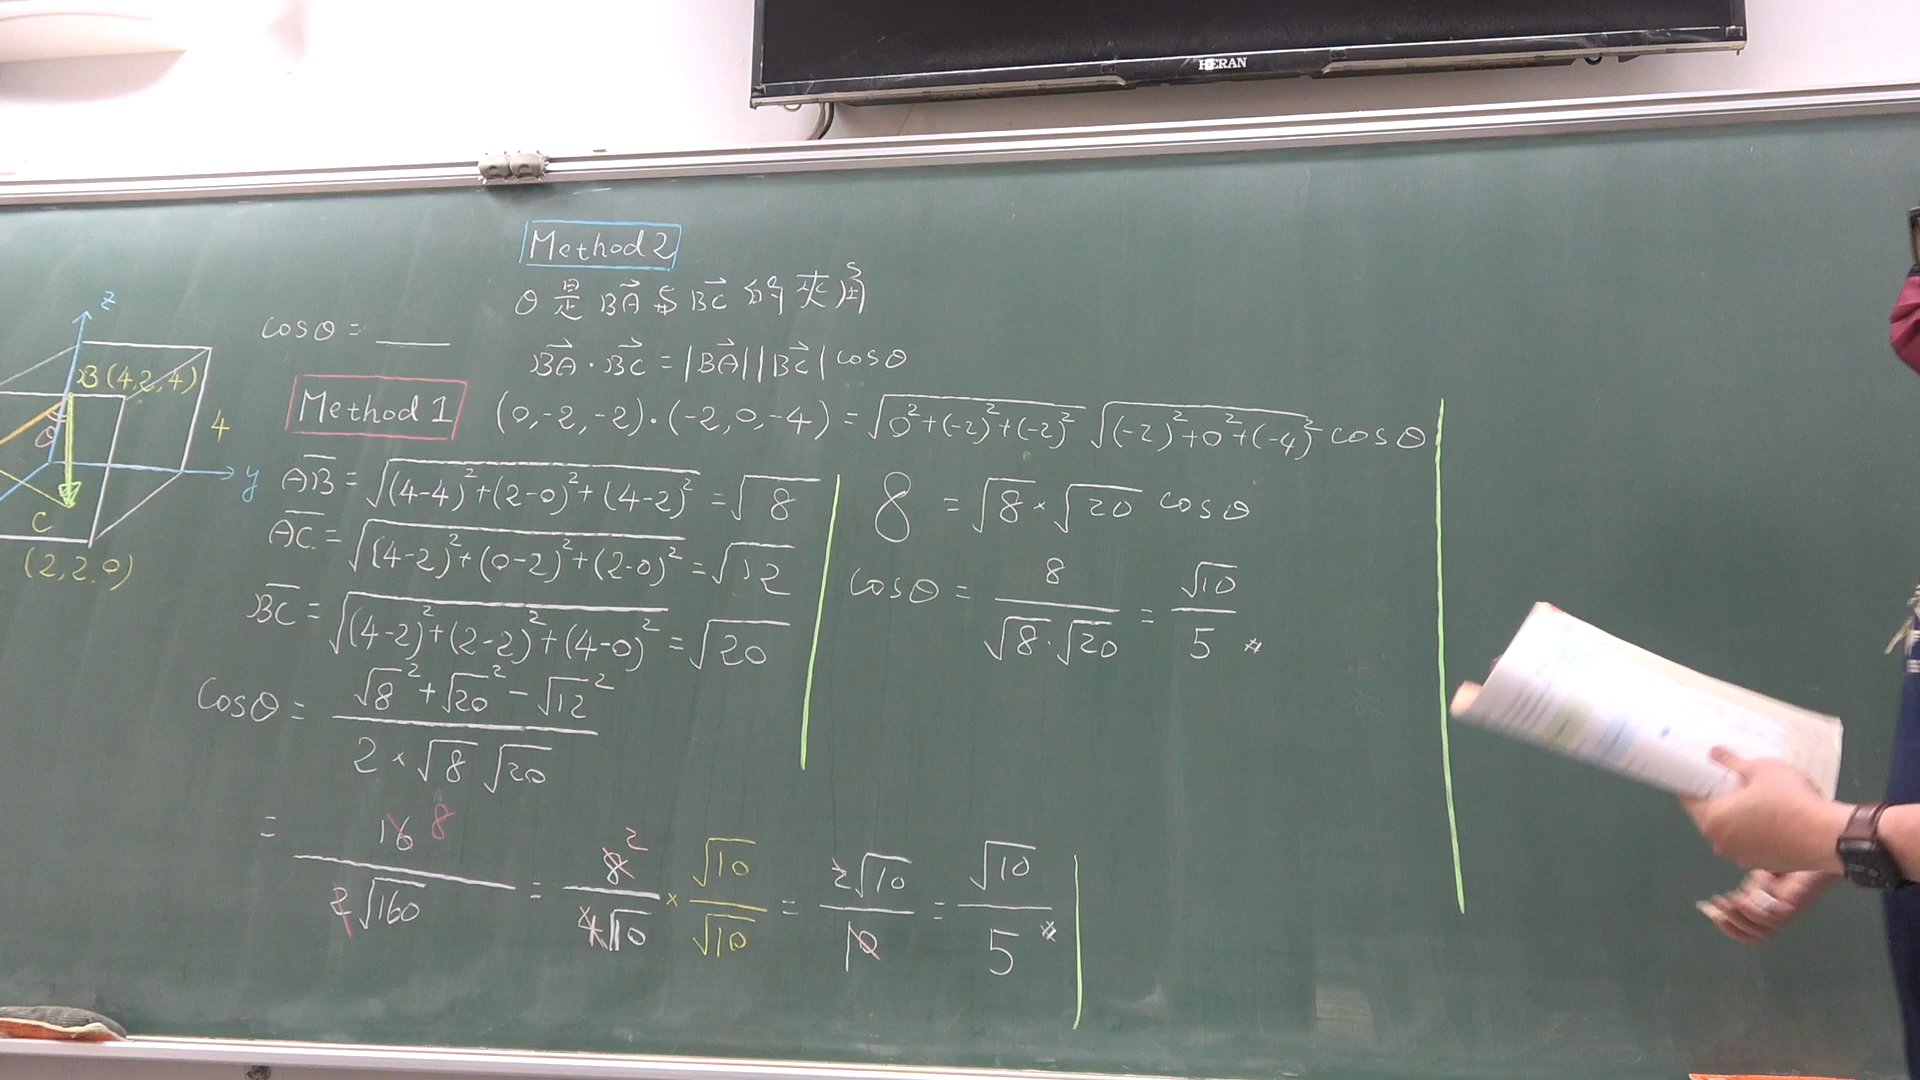 HERAN
Method 2
θ是 BA→ 与 BC→ 的夾角
cosθ = ____
BA→ · BC→ = |BA→||BC→| cosθ
z
B(4,2,4)
4
θ
y
C
(2,2,0)
Method 1
(0,-2,-2)·(-2,0,-4) = √(0²+(-2)²+(-2)²) √((-2)²+0²+(-4)²) cosθ
A̅B̅ = √((4-4)²+(2-0)²+(4-2)²) = √8
A̅C̅ = √((4-2)²+(0-2)²+(2-0)²) = √12
B̅C̅ = √((4-2)²+(2-2)²+(4-0)²) = √20
cosθ = (√8²+√20²-√12²)/(2×√8 √20)
= 16 8/(2√160) = 8 2/(4√10) × √10/√10 = 2√10/10 = √10/5 ※
8 = √8 × √20 cosθ
cosθ = 8/(√8·√20) = √10/5 ※